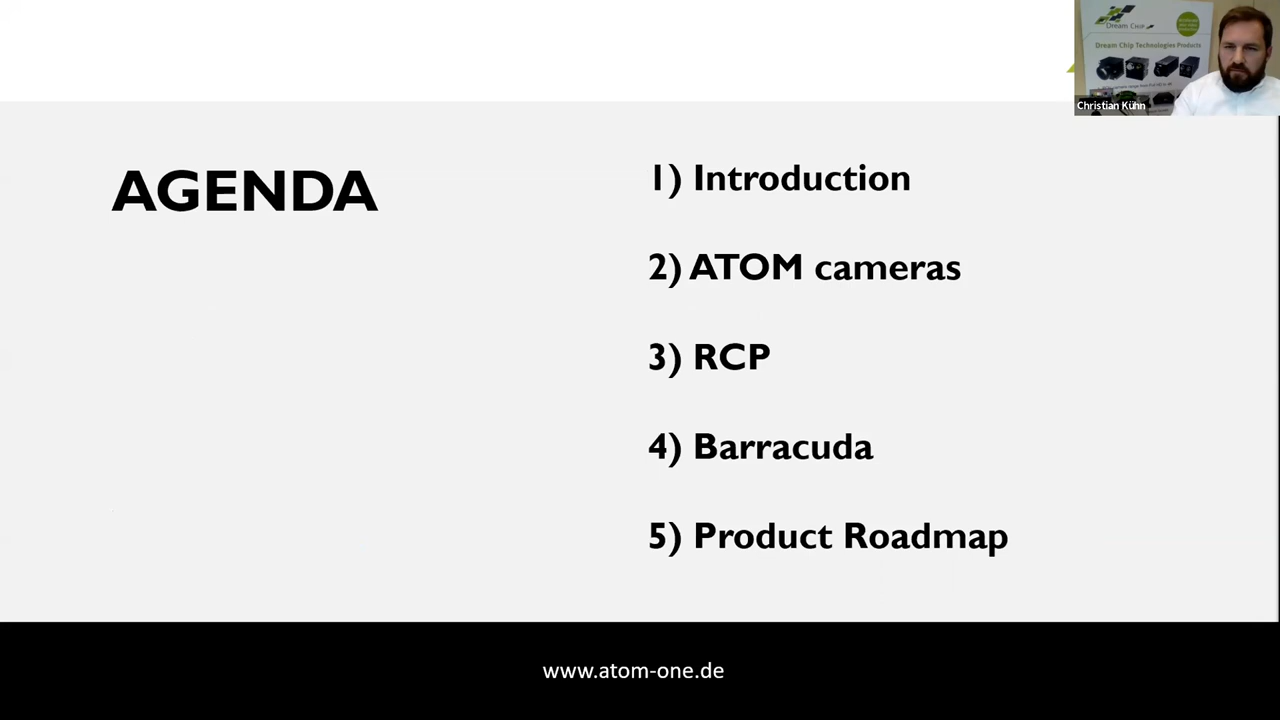 Dream Chip
Dream Chip Technologies Products
Christian Kühn
AGENDA
1) Introduction
2) ATOM cameras
3) RCP
4) Barracuda
5) Product Roadmap
www.atom-one.de